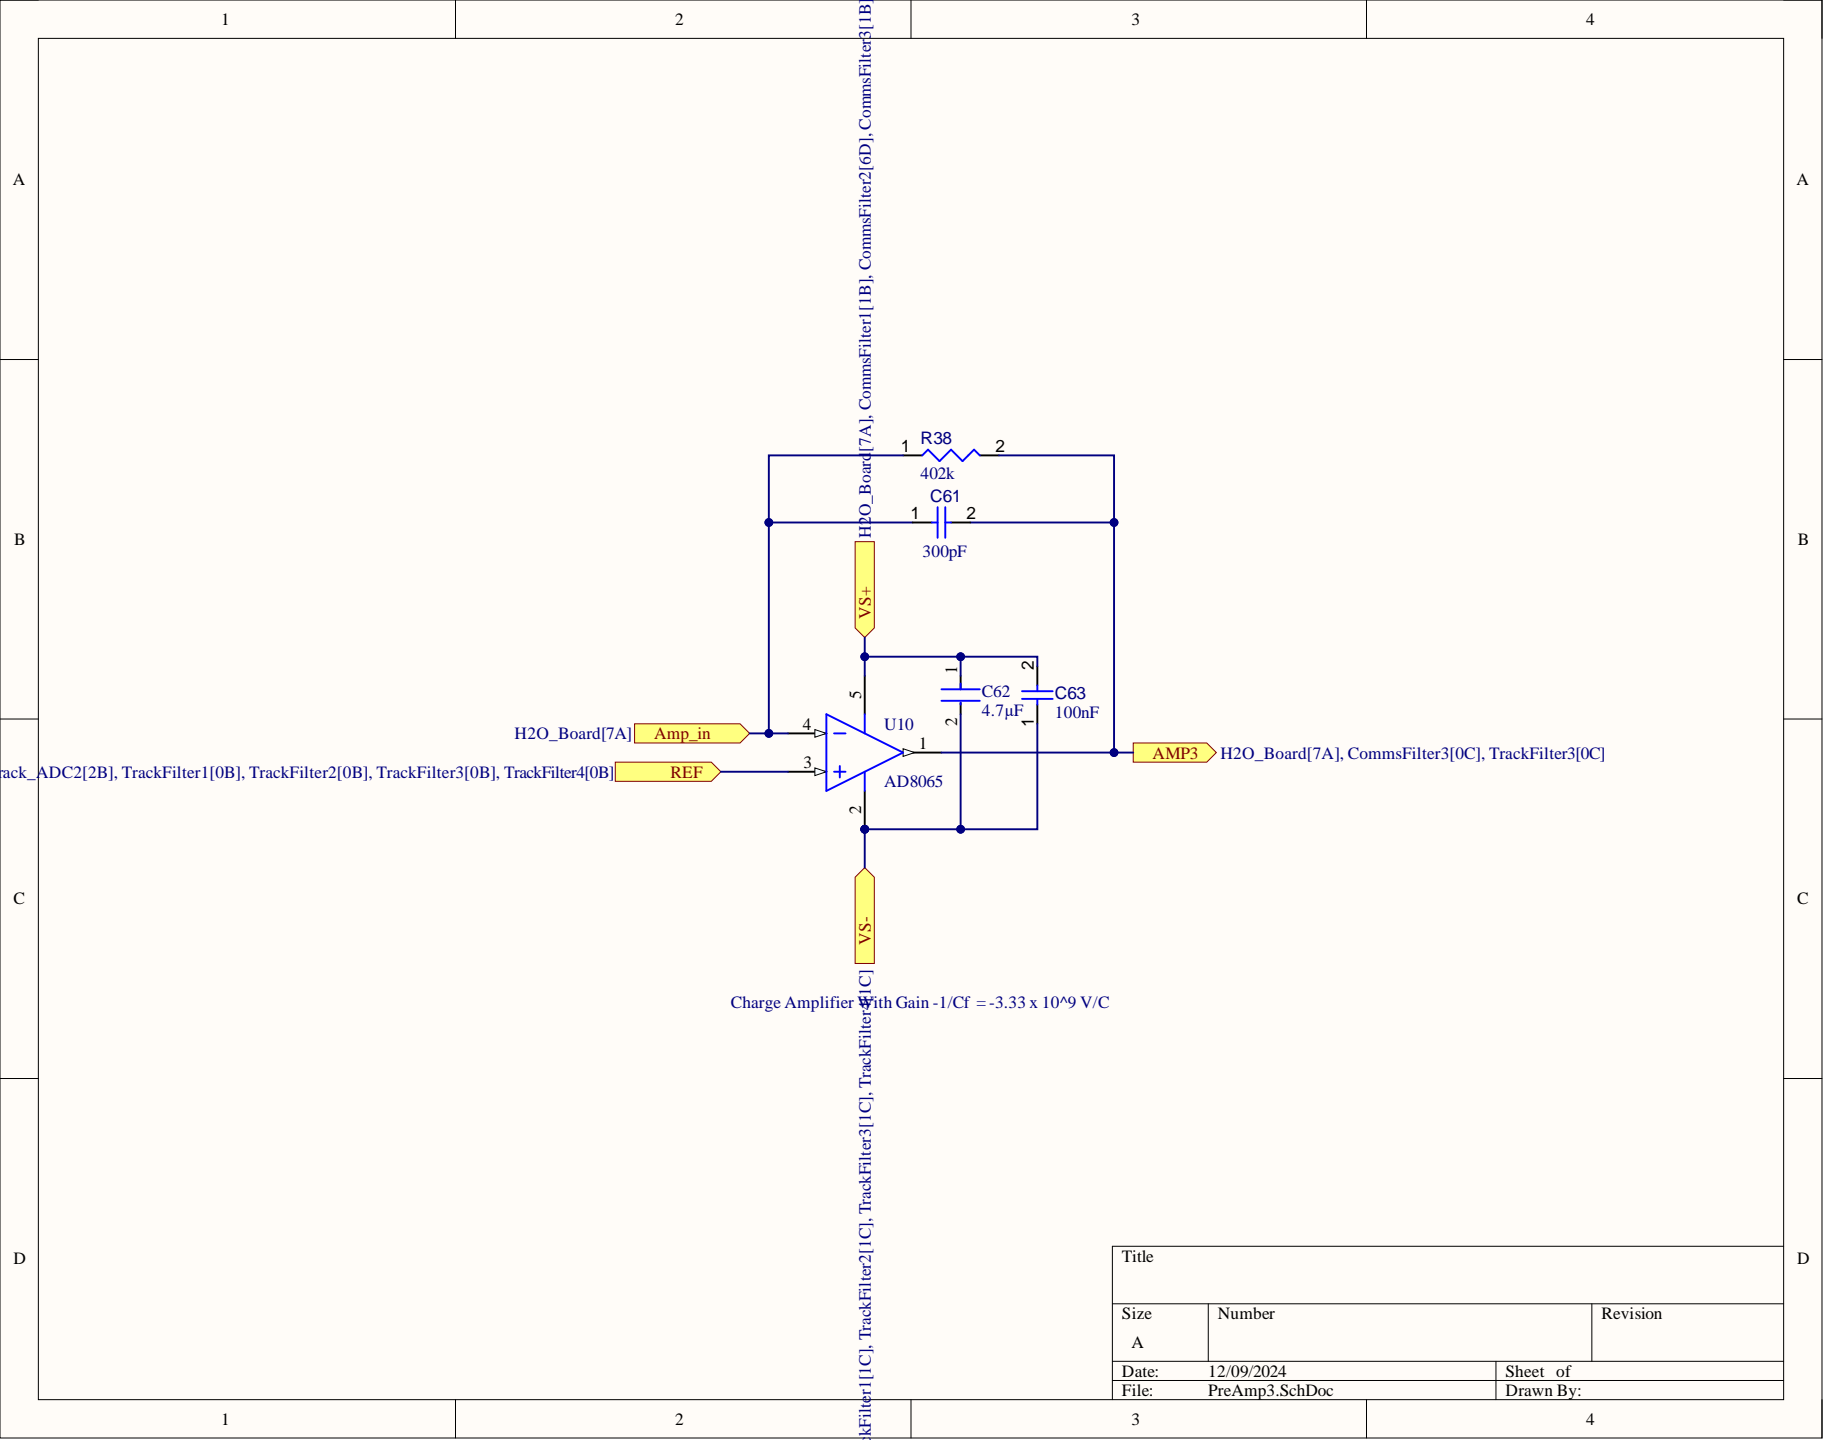 1 2 3 4
A A
B B
C C
D D
H2O_Board[7A], CommsFilter1[1B], CommsFilter2[6D], CommsFilter3[1B]
R38
1 2
402k
C61
1 2
300pF
VS+
1 2
5 C62 C63
4.7µF 100nF
2 1
H2O_Board[7A] Amp_in 4 U10
1 AMP3 H2O_Board[7A], CommsFilter3[0C], TrackFilter3[0C]
rack_ADC2[2B], TrackFilter1[0B], TrackFilter2[0B], TrackFilter3[0B], TrackFilter4[0B] REF 3
AD8065
2
VS-
kFilter1[1C], TrackFilter2[1C], TrackFilter3[1C], TrackFilter4[1C]
Charge Amplifier With Gain -1/Cf = -3.33 x 10^9 V/C
Title
Size Number Revision
A
Date: 12/09/2024 Sheet of
File: PreAmp3.SchDoc Drawn By:
1 2 3 4